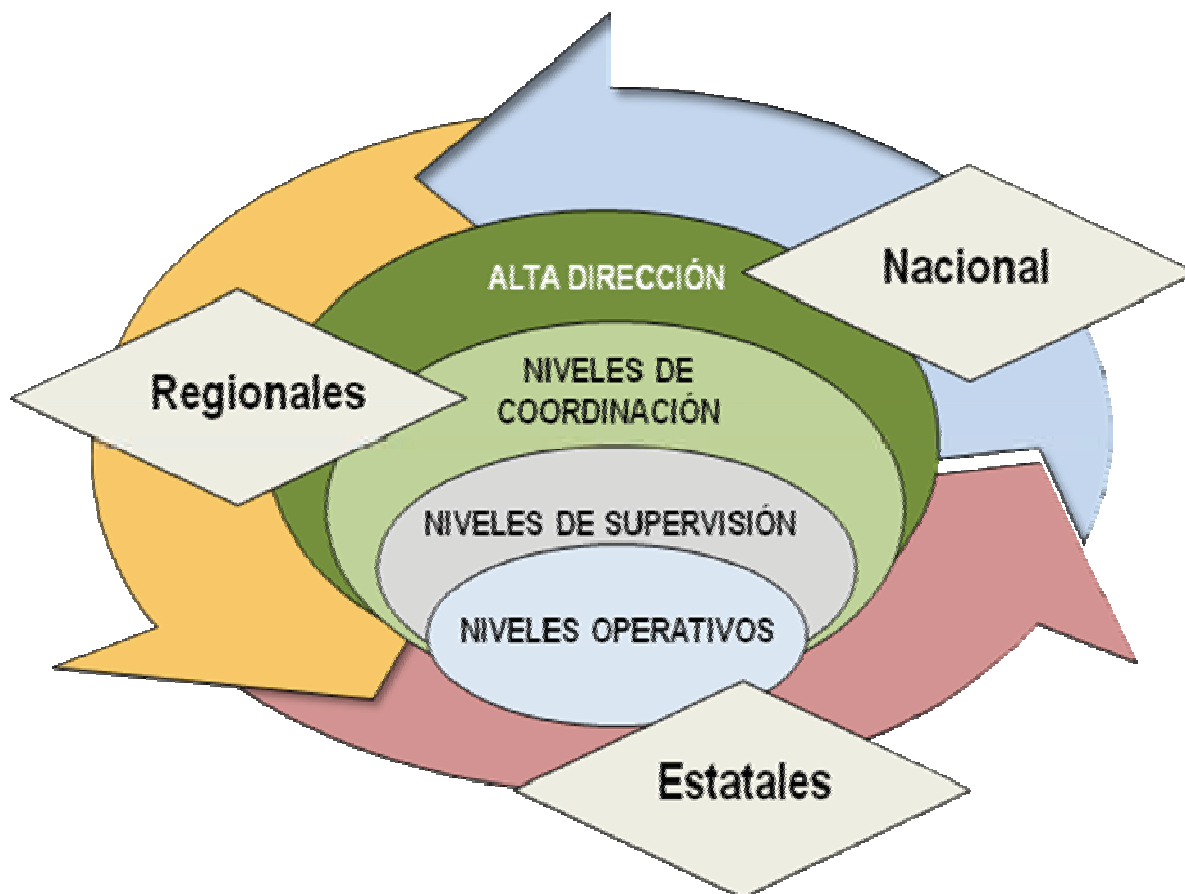 Nacional
ALTA DIRECCIÓN
Regionales
NIVELES DE
COORDINACIÓN
NIVELES DE SUPERVISIÓN
NIVELES OPERATIVOS
Estatales